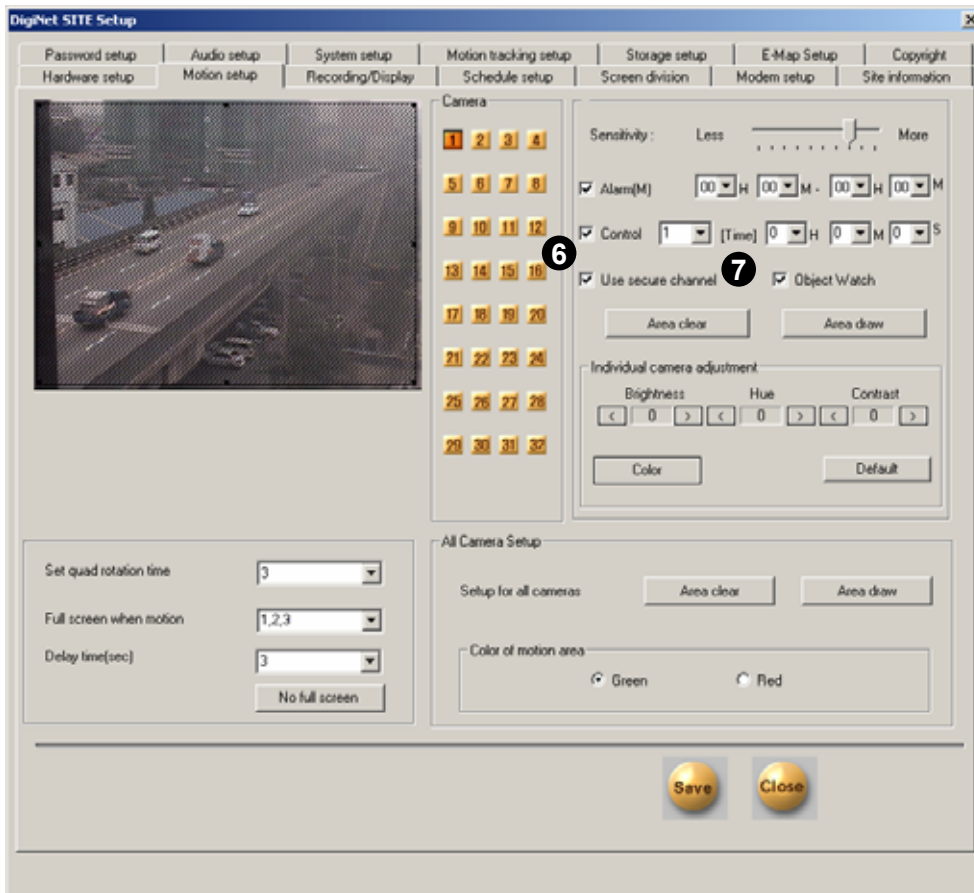 DigiNet SITE Setup
Password setup Audio setup System setup Motion tracking setup Storage setup E-Map Setup Copyright
Hardware setup Motion setup Recording/Display Schedule setup Screen division Modem setup Site information
Camera
1 2 3 4
5 6 7 8
9 10 11 12
13 14 15 16
17 18 19 20
21 22 23 24
25 26 27 28
29 30 31 32
Sensitivity : Less More
Alarm(M) 00 H 00 M - 00 H 00 M
6 Control 1 [Time] 0 H 0 M 0 S
Use secure channel 7 Object Watch
Area clear Area draw
Individual camera adjustment
Brightness Hue Contrast
< 0 > < 0 > < 0 >
Color Default
Set quad rotation time 3
Full screen when motion 1,2,3
Delay time(sec) 3
No full screen
All Camera Setup
Setup for all cameras Area clear Area draw
Color of motion area
Green Red
Save Close